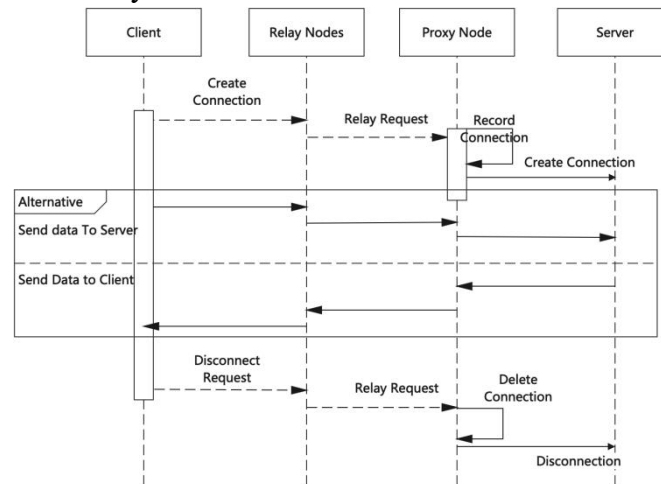 Client
Relay Nodes
Proxy Node
Server
Create
Connection
Relay Request
Record
Connection
Create Connection
Alternative
Send data To Server
Send Data to Client
Disconnect
Request
Relay Request
Delete
Connection
Disconnection